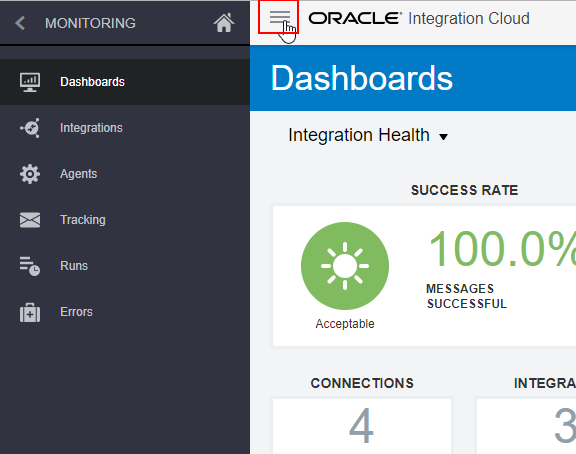 MONITORING
Dashboards
Integrations
Agents
Tracking
Runs
Errors
ORACLE® Integration Cloud
Dashboards
Integration Health
SUCCESS RATE
100.0%
MESSAGES
SUCCESSFUL
Acceptable
CONNECTIONS
INTEGRA
4
3